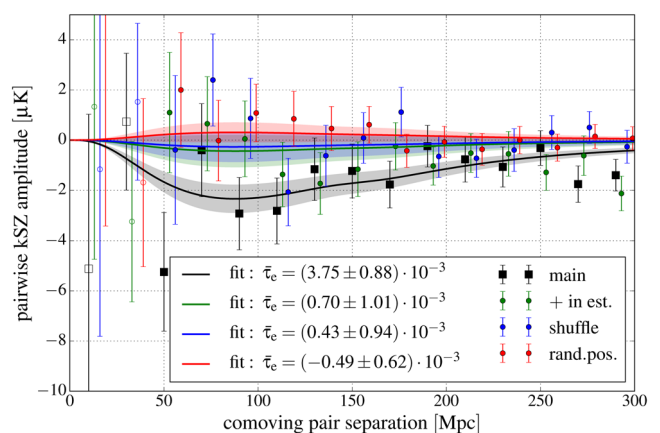 pairwise kSZ amplitude [µK]
4
2
0
−2
−4
−6
−8
−10
fit : τ̄e = (3.75 ± 0.88) · 10⁻³
fit : τ̄e = (0.70 ± 1.01) · 10⁻³
fit : τ̄e = (0.43 ± 0.94) · 10⁻³
fit : τ̄e = (−0.49 ± 0.62) · 10⁻³
main
+ in est.
shuffle
rand.pos.
0 50 100 150 200 250 300
comoving pair separation [Mpc]